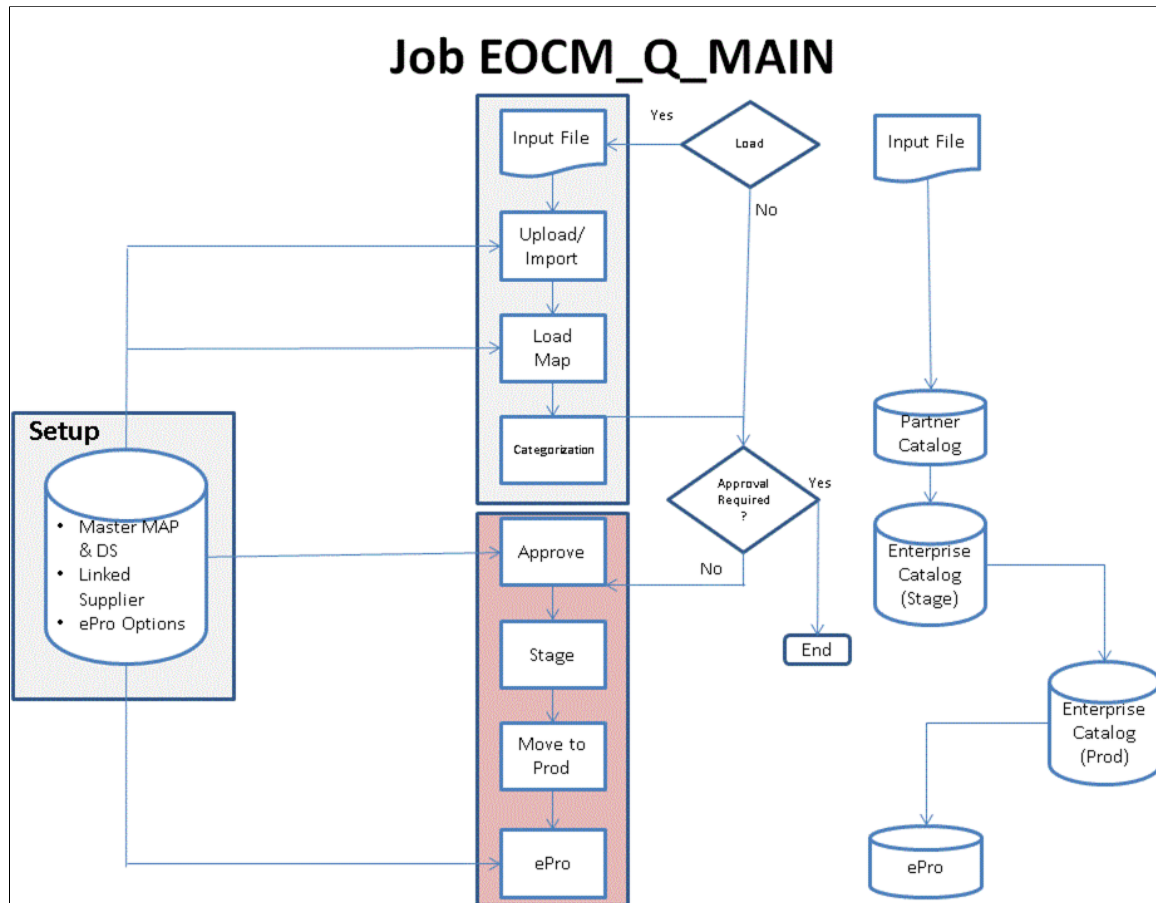 Job EOCM_Q_MAIN
Input File
Yes
Load
No
Upload/
Import
Load
Map
Categorization
Approval
Required
?
Yes
No
End
Setup
• Master MAP
& DS
• Linked
Supplier
• ePro Options
Approve
Stage
Move to
Prod
ePro
Input File
Partner
Catalog
Enterprise
Catalog
(Stage)
Enterprise
Catalog
(Prod)
ePro